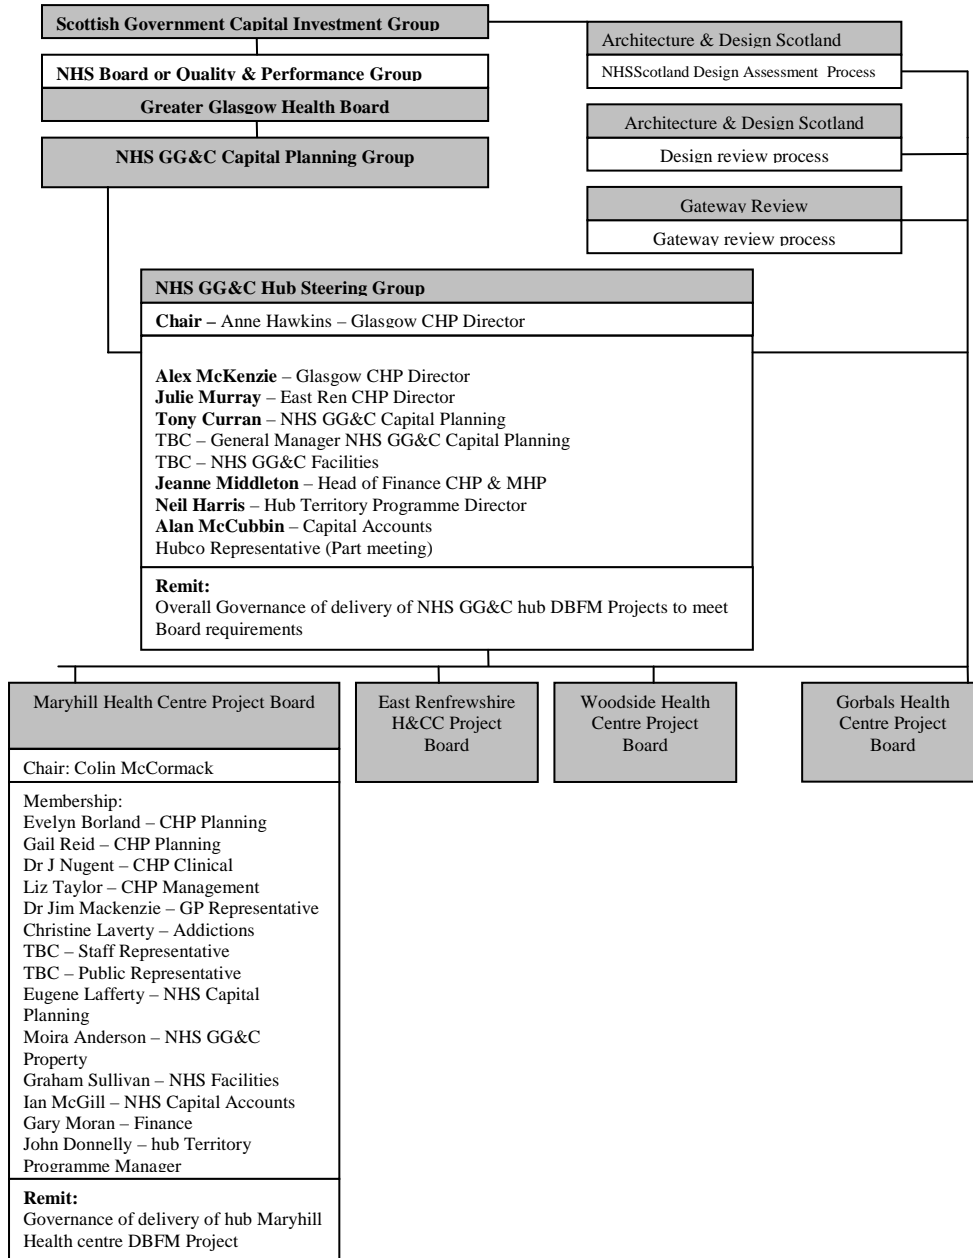 Scottish Government Capital Investment Group
NHS Board or Quality & Performance Group
Greater Glasgow Health Board
NHS GG&C Capital Planning Group
Architecture & Design Scotland
NHSScotland Design Assessment Process
Architecture & Design Scotland
Design review process
Gateway Review
Gateway review process
NHS GG&C Hub Steering Group
Chair – Anne Hawkins – Glasgow CHP Director
Alex McKenzie – Glasgow CHP Director
Julie Murray – East Ren CHP Director
Tony Curran – NHS GG&C Capital Planning
TBC – General Manager NHS GG&C Capital Planning
TBC – NHS GG&C Facilities
Jeanne Middleton – Head of Finance CHP & MHP
Neil Harris – Hub Territory Programme Director
Alan McCubbin – Capital Accounts
Hubco Representative (Part meeting)
Remit:
Overall Governance of delivery of NHS GG&C hub DBFM Projects to meet
Board requirements
Maryhill Health Centre Project Board
Chair: Colin McCormack
Membership:
Evelyn Borland – CHP Planning
Gail Reid – CHP Planning
Dr J Nugent – CHP Clinical
Liz Taylor – CHP Management
Dr Jim Mackenzie – GP Representative
Christine Laverty – Addictions
TBC – Staff Representative
TBC – Public Representative
Eugene Lafferty – NHS Capital
Planning
Moira Anderson – NHS GG&C
Property
Graham Sullivan – NHS Facilities
Ian McGill – NHS Capital Accounts
Gary Moran – Finance
John Donnelly – hub Territory
Programme Manager
Remit:
Governance of delivery of hub Maryhill
Health centre DBFM Project
East Renfrewshire
H&CC Project
Board
Woodside Health
Centre Project
Board
Gorbals Health
Centre Project
Board